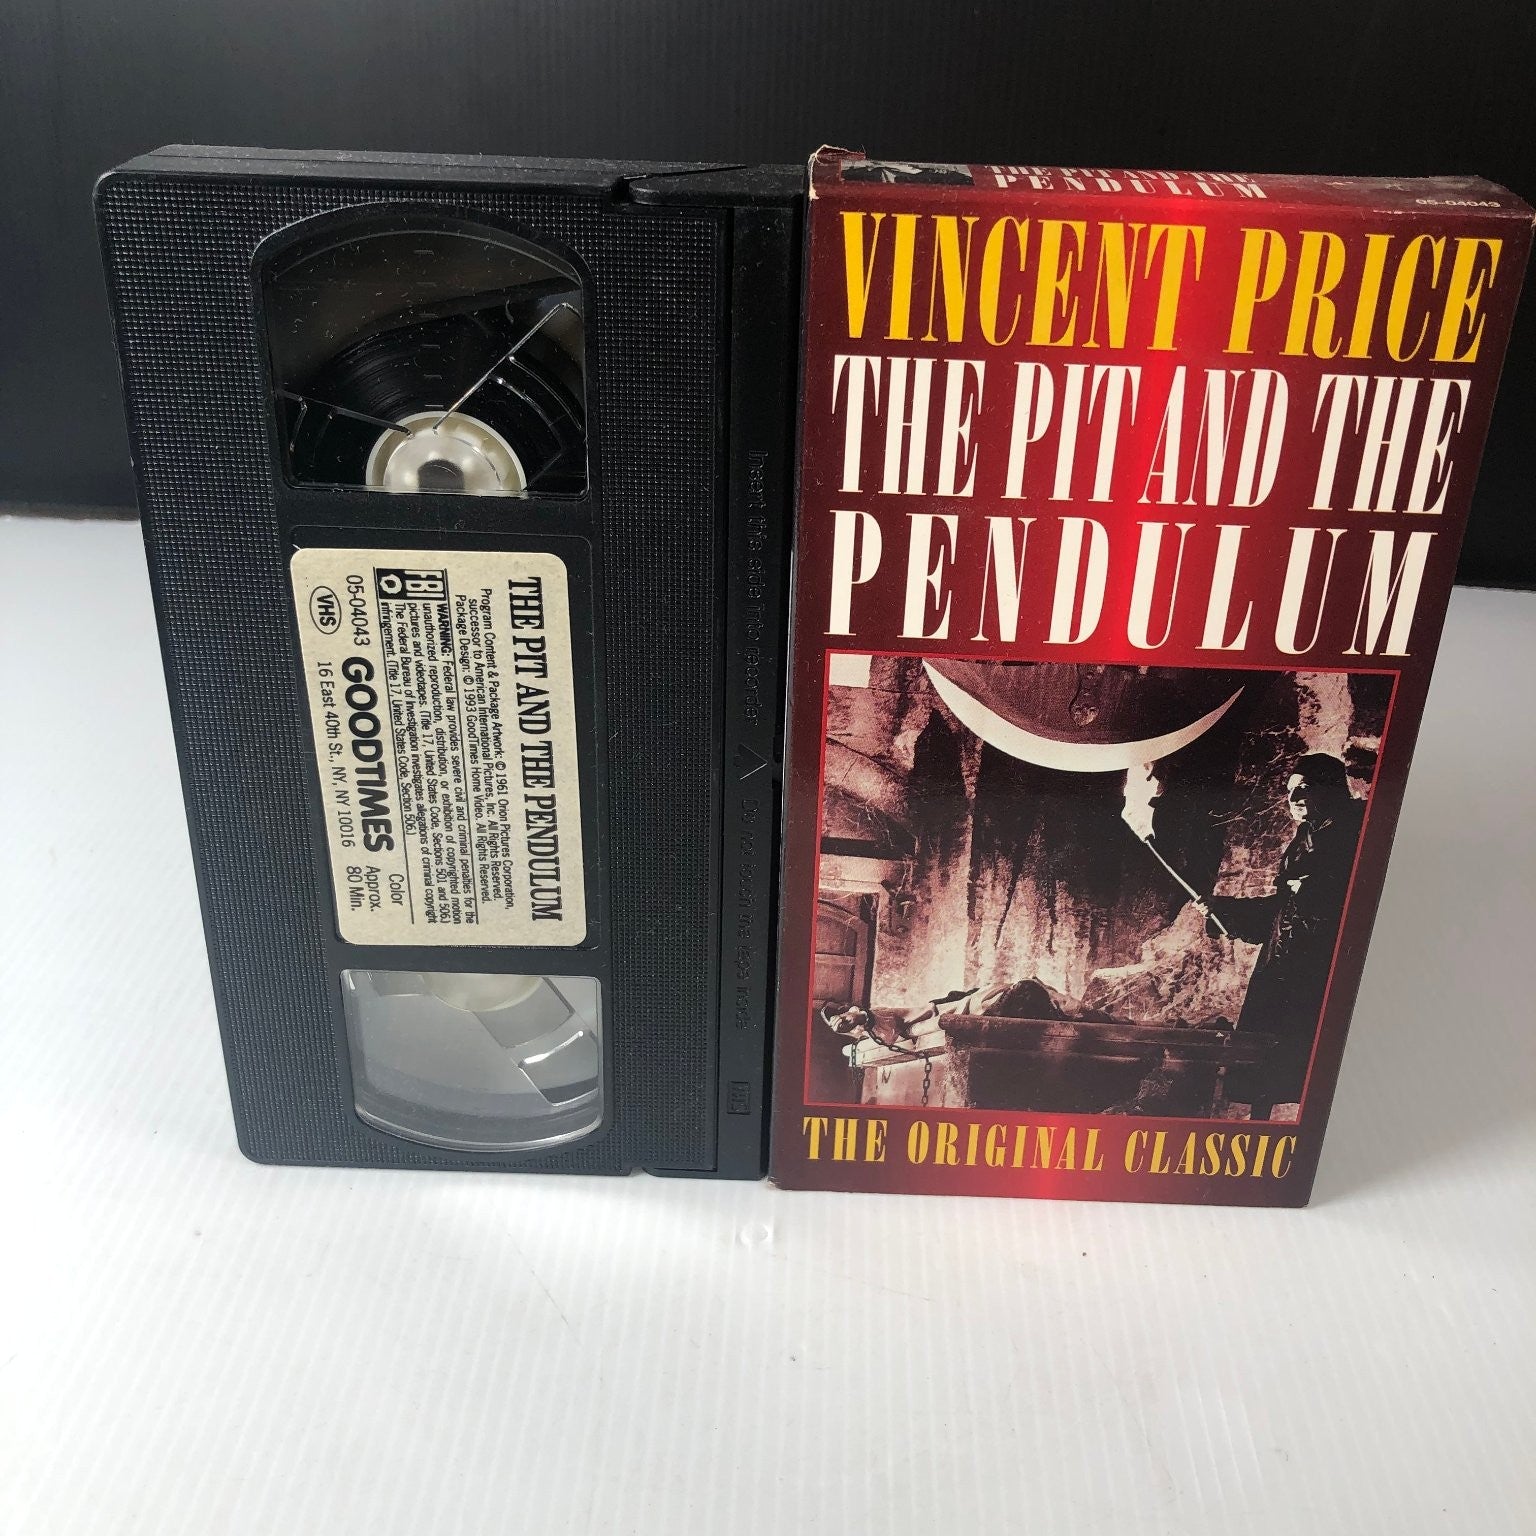 THE PIT AND THE PENDULUM
Program Content & Package Artwork: © 1961 Orion Pictures Corporation,
successor to American International Pictures, Inc. All Rights Reserved.
Package Design: © 1993 GoodTimes Home Video. All Rights Reserved.
FBI WARNING: Federal law provides severe civil and criminal penalties for the
unauthorized reproduction, distribution, or exhibition of copyrighted motion
pictures and videotapes. (Title 17, United States Code, Sections 501 and 506)
The Federal Bureau of Investigation investigates allegations of criminal copyright
infringement. (Title 17, United States Code, Section 506)
05-04043 GOODTIMES Color
VHS 16 East 40th St., NY, NY 10016 Approx.
80 Min.
Insert this side into recorder △ Do not touch the tape inside
VHS
THE PIT AND THE
PENDULUM
05-04043
VINCENT PRICE
THE PIT AND THE
PENDULUM
THE ORIGINAL CLASSIC